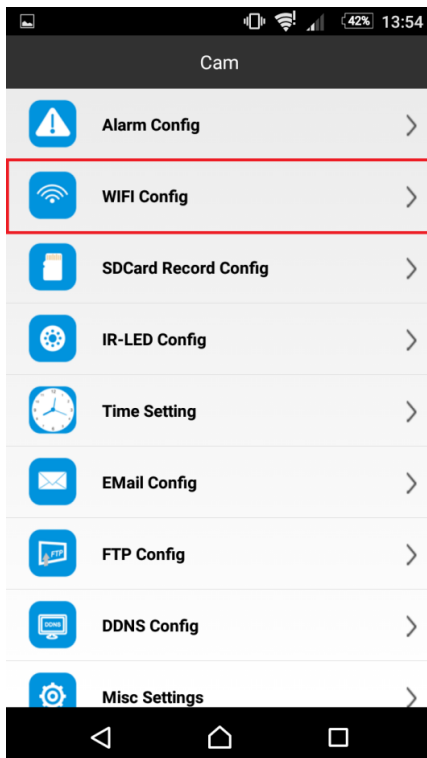 42% 13:54
Cam
Alarm Config
WIFI Config
SDCard Record Config
IR-LED Config
Time Setting
EMail Config
FTP
FTP Config
DDNS
DDNS Config
Misc Settings